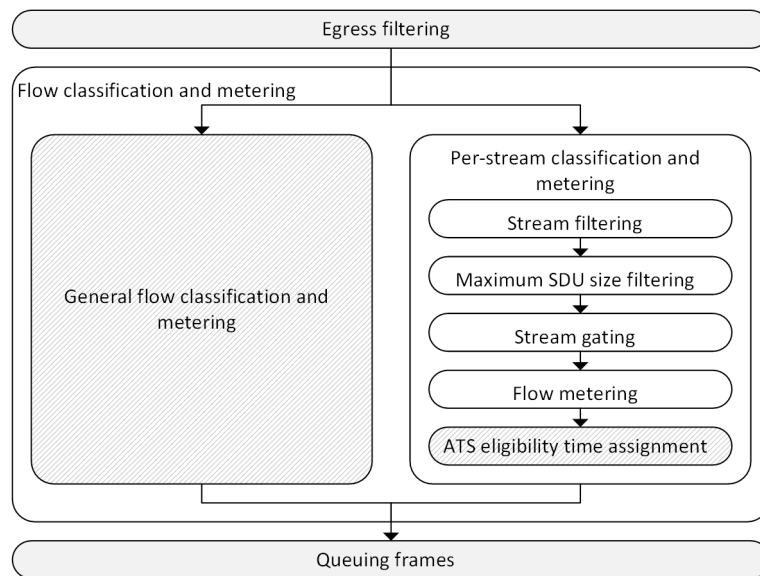 Egress filtering
Flow classification and metering
General flow classification and
metering
Per-stream classification and
metering
Stream filtering
Maximum SDU size filtering
Stream gating
Flow metering
ATS eligibility time assignment
Queuing frames